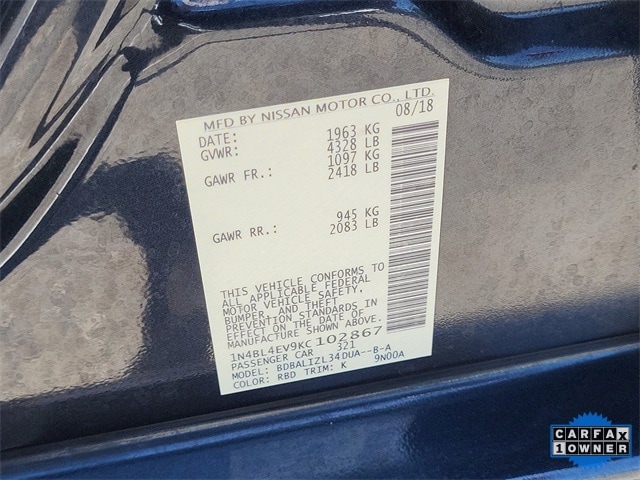 MFD BY NISSAN MOTOR CO., LTD.
DATE: 08/18
GVWR: 1963 KG
4328 LB
GAWR FR.: 1097 KG
2418 LB
GAWR RR.: 945 KG
2083 LB
THIS VEHICLE CONFORMS TO
ALL APPLICABLE FEDERAL
MOTOR VEHICLE SAFETY,
BUMPER, AND THEFT
PREVENTION STANDARDS IN
EFFECT ON THE DATE OF
MANUFACTURE SHOWN ABOVE.
1N4BL4EV9KC102867
PASSENGER CAR 321
MODEL: BDBALIZL34DUA--B-A
COLOR: RBD TRIM: K 9N00A
CARFAX
1 OWNER